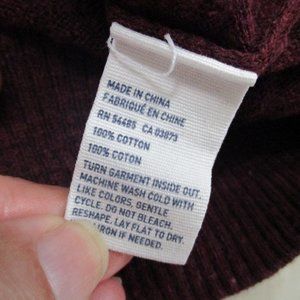 MADE IN CHINA
FABRIQUÉ EN CHINE
RN 54485 CA 03073
100% COTTON
100% COTON
TURN GARMENT INSIDE OUT.
MACHINE WASH COLD WITH
LIKE COLORS, GENTLE
CYCLE. DO NOT BLEACH.
RESHAPE, LAY FLAT TO DRY.
IRON IF NEEDED.